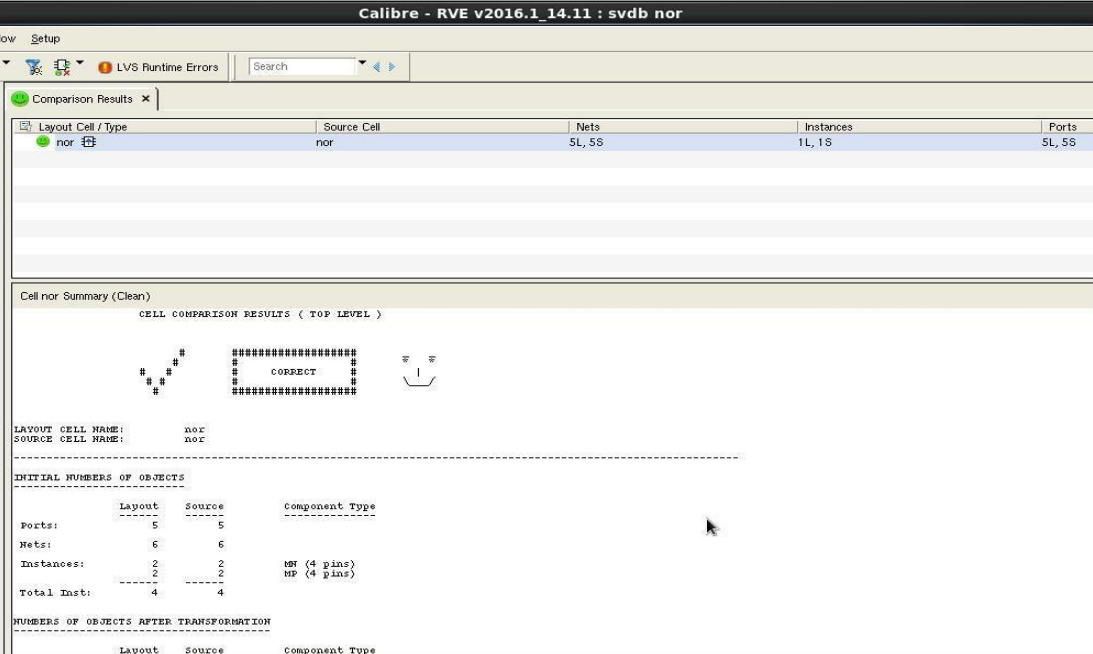 Calibre - RVE v2016.1_14.11 : svdb nor
ow Setup
LVS Runtime Errors Search
Comparison Results
Layout Cell / Type Source Cell Nets Instances Ports
nor nor 5L, 5S 1L, 1S 5L, 5S
Cell nor Summary (Clean)
CELL COMPARISON RESULTS ( TOP LEVEL )
CORRECT
LAYOUT CELL NAME: nor
SOURCE CELL NAME: nor
INITIAL NUMBERS OF OBJECTS
Layout Source Component Type
Ports: 5 5
Nets: 6 6
Instances: 2 2 MN (4 pins)
2 2 MP (4 pins)
Total Inst: 4 4
NUMBERS OF OBJECTS AFTER TRANSFORMATION
Layout Source Component Type